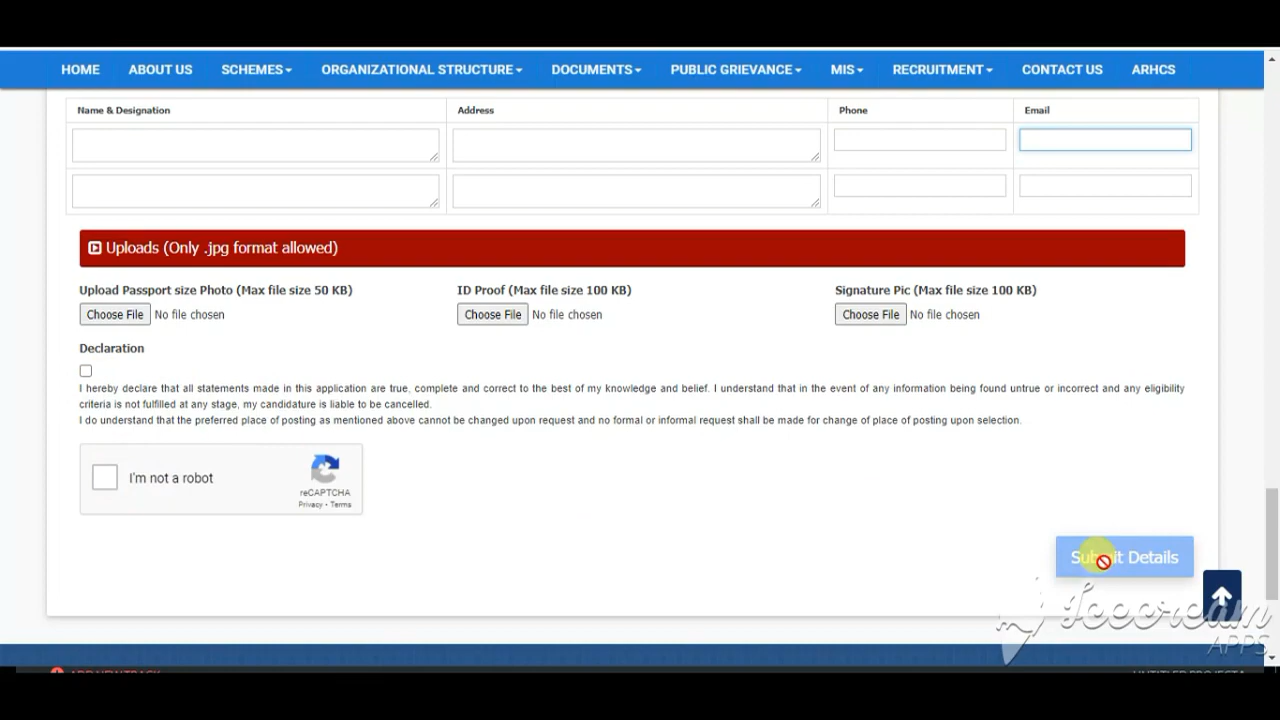 HOME ABOUT US SCHEMES ORGANIZATIONAL STRUCTURE DOCUMENTS PUBLIC GRIEVANCE MIS RECRUITMENT CONTACT US ARHCS
Name & Designation Address Phone Email
Uploads (Only .jpg format allowed)
Upload Passport size Photo (Max file size 50 KB) ID Proof (Max file size 100 KB) Signature Pic (Max file size 100 KB)
Choose File No file chosen Choose File No file chosen Choose File No file chosen
Declaration
I hereby declare that all statements made in this application are true, complete and correct to the best of my knowledge and belief. I understand that in the event of any information being found untrue or incorrect and any eligibility
criteria is not fulfilled at any stage, my candidature is liable to be cancelled.
I do understand that the preferred place of posting as mentioned above cannot be changed upon request and no formal or informal request shall be made for change of place of posting upon selection.
I'm not a robot
reCAPTCHA
Privacy - Terms
Submit Details
Icecream
APPS